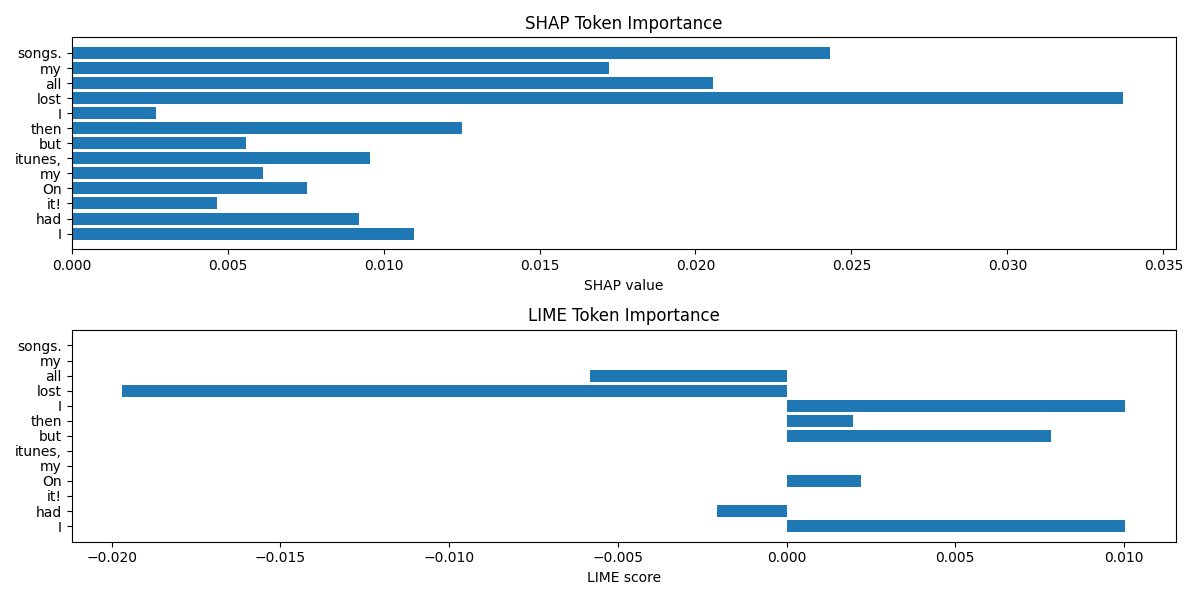 SHAP Token Importance
songs.
my
all
lost
I
then
but
itunes,
my
On
it!
had
I
0.000 0.005 0.010 0.015 0.020 0.025 0.030 0.035
SHAP value
LIME Token Importance
songs.
my
all
lost
I
then
but
itunes,
my
On
it!
had
I
−0.020 −0.015 −0.010 −0.005 0.000 0.005 0.010
LIME score